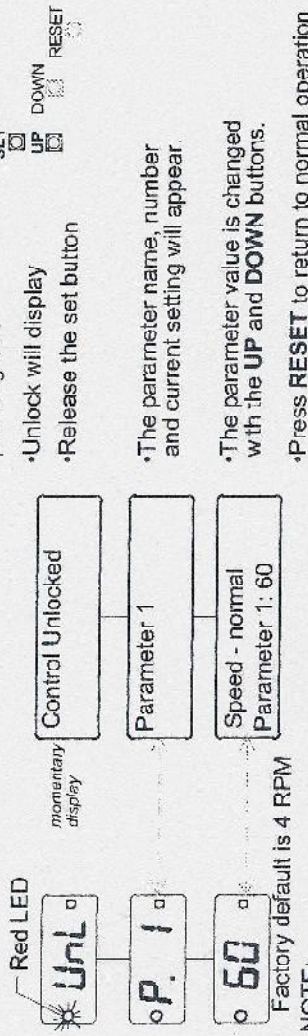 SET
UP DOWN RESET
Red LED
UnL
momentary
display
Control Unlocked
•Unlock will display
•Release the set button
P. 1
Parameter 1
•The parameter name, number
and current setting will appear.
60
Speed - normal
Parameter 1: 60
•The parameter value is changed
with the UP and DOWN buttons.
Factory default is 4 RPM
•Press RESET to return to normal operation